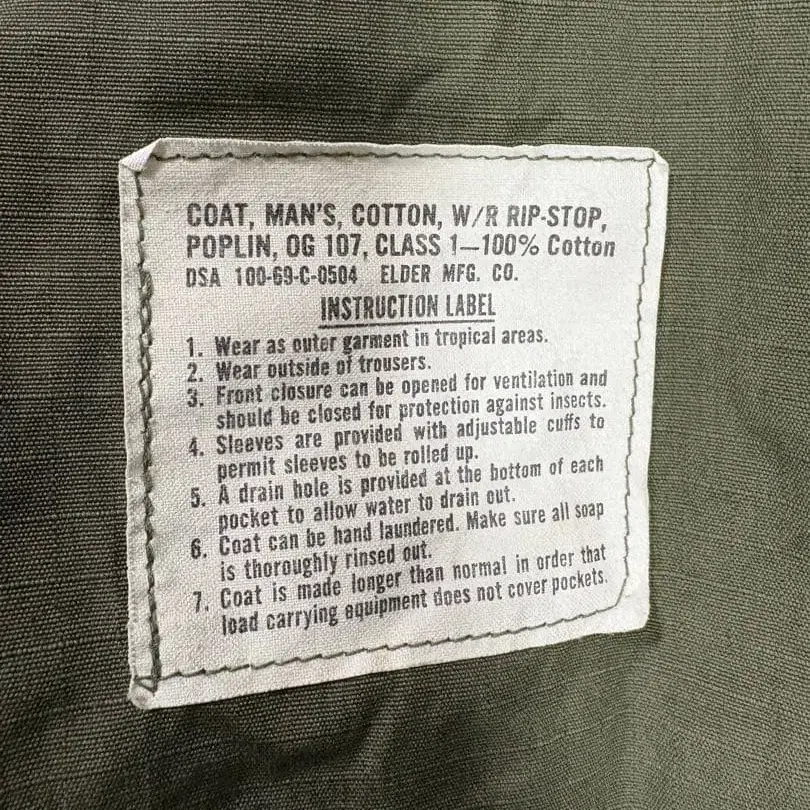 COAT, MAN'S, COTTON, W/R RIP-STOP,
POPLIN, OG 107, CLASS 1—100% Cotton
DSA 100-69-C-0504 ELDER MFG. CO.
INSTRUCTION LABEL
1. Wear as outer garment in tropical areas.
2. Wear outside of trousers.
3. Front closure can be opened for ventilation and
should be closed for protection against insects.
4. Sleeves are provided with adjustable cuffs to
permit sleeves to be rolled up.
5. A drain hole is provided at the bottom of each
pocket to allow water to drain out.
6. Coat can be hand laundered. Make sure all soap
is thoroughly rinsed out.
7. Coat is made longer than normal in order that
load carrying equipment does not cover pockets.